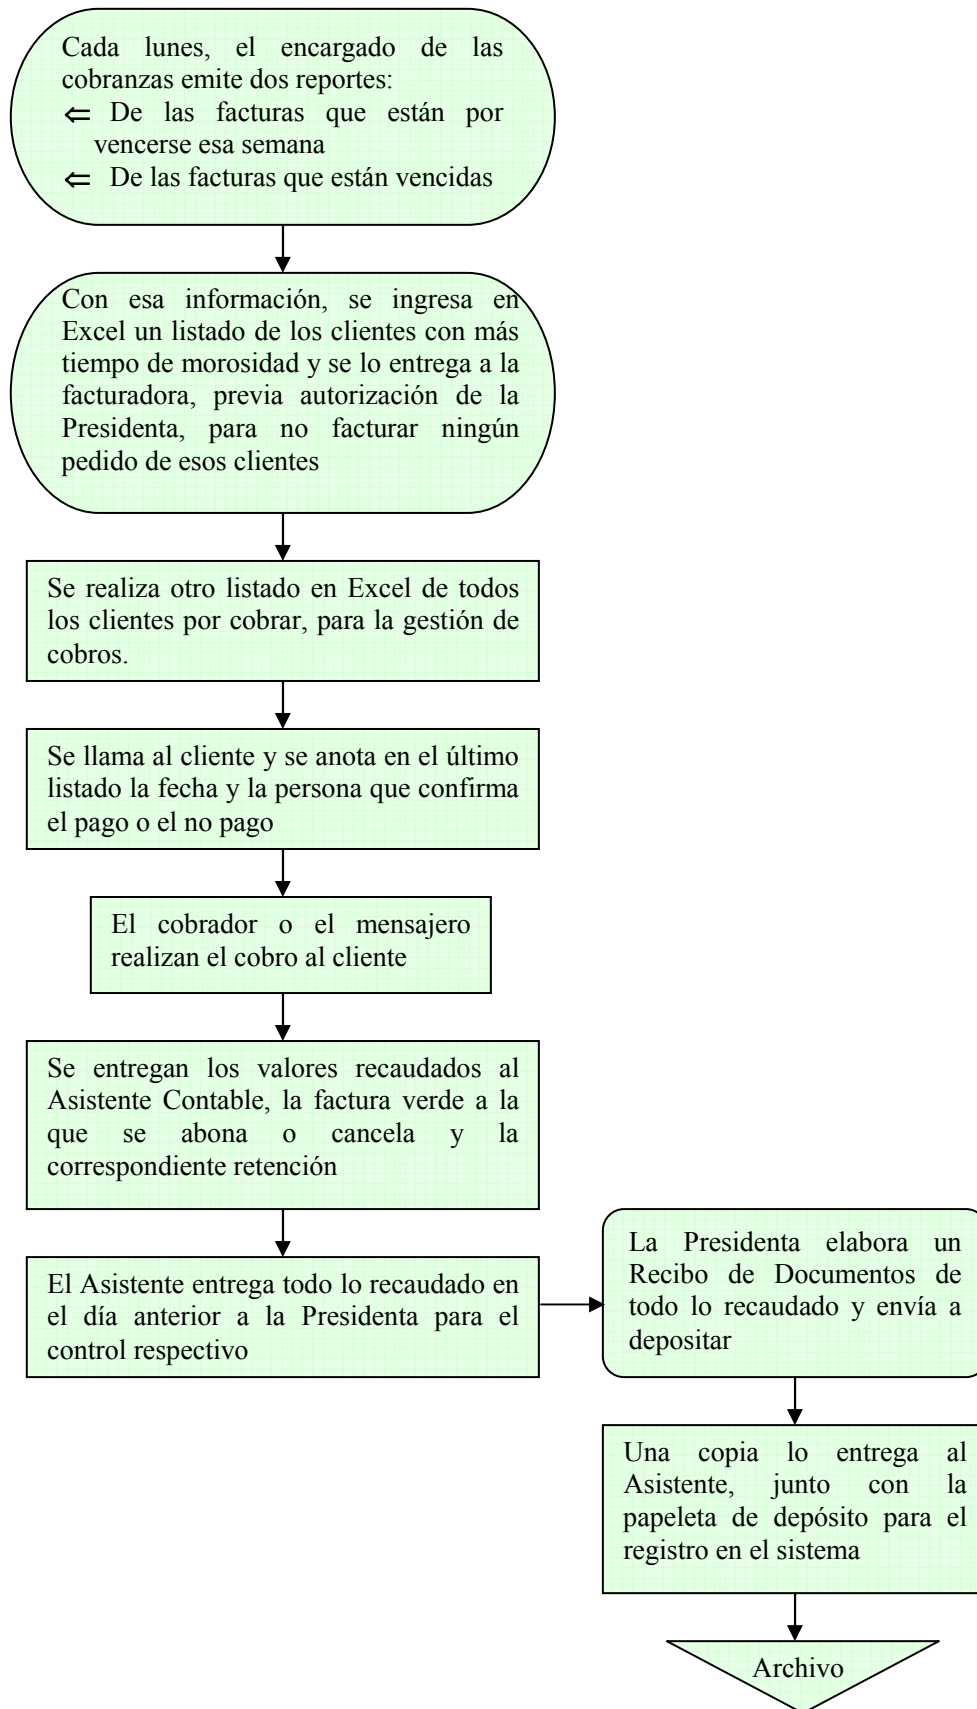 Cada lunes, el encargado de las
cobranzas emite dos reportes:
⇐ De las facturas que están por
vencerse esa semana
⇐ De las facturas que están vencidas
Con esa información, se ingresa en
Excel un listado de los clientes con más
tiempo de morosidad y se lo entrega a la
facturadora, previa autorización de la
Presidenta, para no facturar ningún
pedido de esos clientes
Se realiza otro listado en Excel de todos
los clientes por cobrar, para la gestión de
cobros.
Se llama al cliente y se anota en el último
listado la fecha y la persona que confirma
el pago o el no pago
El cobrador o el mensajero
realizan el cobro al cliente
Se entregan los valores recaudados al
Asistente Contable, la factura verde a la
que se abona o cancela y la
correspondiente retención
El Asistente entrega todo lo recaudado en
el día anterior a la Presidenta para el
control respectivo
La Presidenta elabora un
Recibo de Documentos de
todo lo recaudado y envía a
depositar
Una copia lo entrega al
Asistente, junto con la
papeleta de depósito para el
registro en el sistema
Archivo